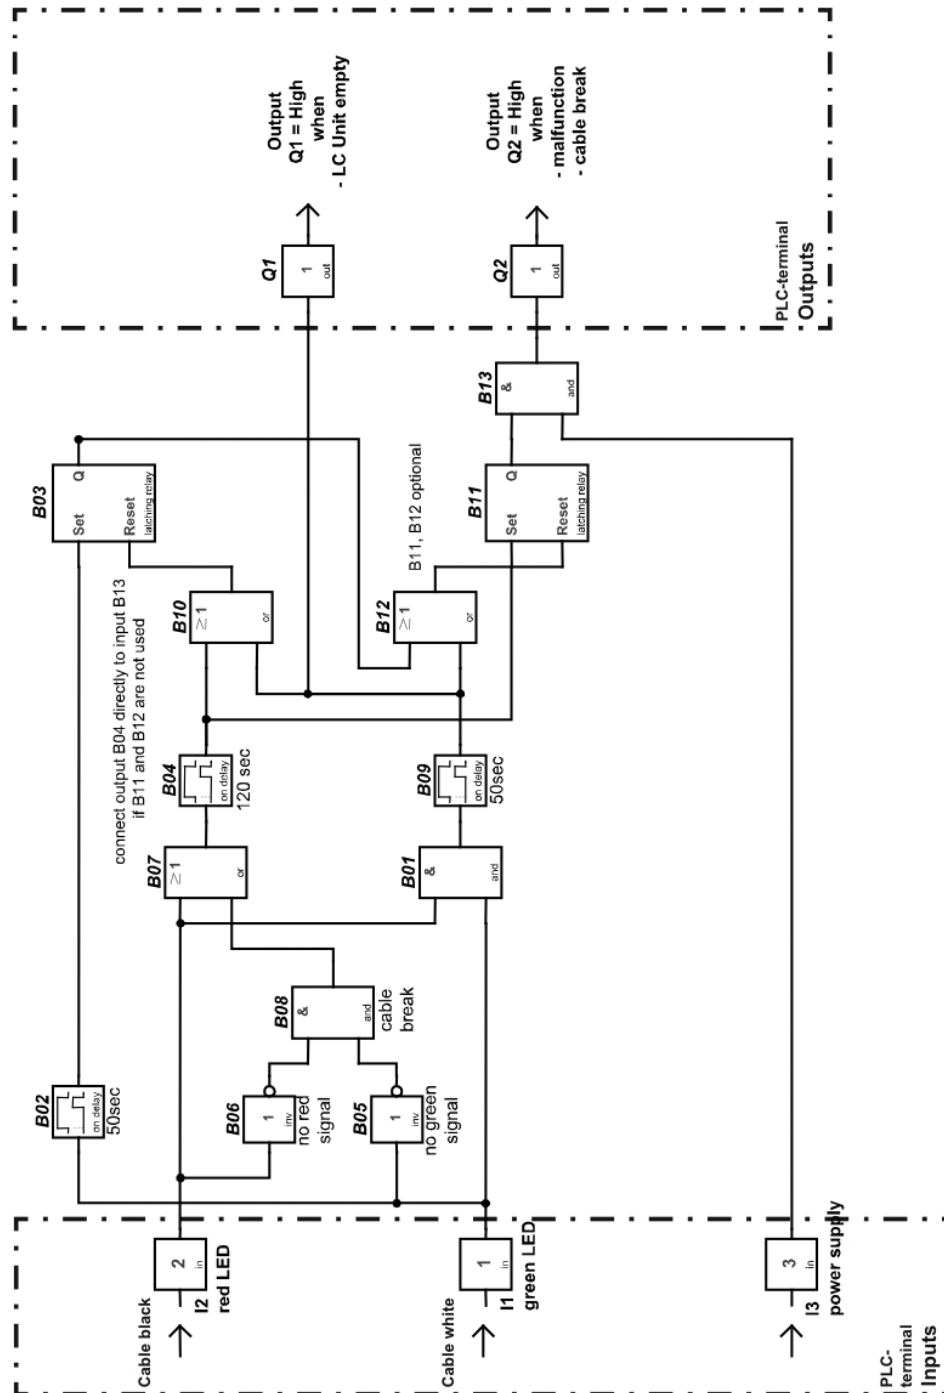 Cable black
2
in
I2
red LED
Cable white
1
in
I1
green LED
3
in
I3
power supply
PLC-
terminal
Inputs
B02
on delay
50sec
B06
1
inv
no red
signal
B05
1
inv
no green
signal
B08
&
and
cable
break
B07
≥1
or
B01
&
and
B04
on delay
120 sec
B09
on delay
50sec
connect output B04 directly to input B13
if B11 and B12 are not used
B10
≥1
or
B12
≥1
or
B11, B12 optional
B03
Set
Q
Reset
latching relay
B11
Set
Q
Reset
latching relay
B13
&
and
Q1
1
out
Q2
1
out
Output
Q1 = High
when
- LC Unit empty
Output
Q2 = High
when
- malfunction
- cable break
PLC-terminal
Outputs